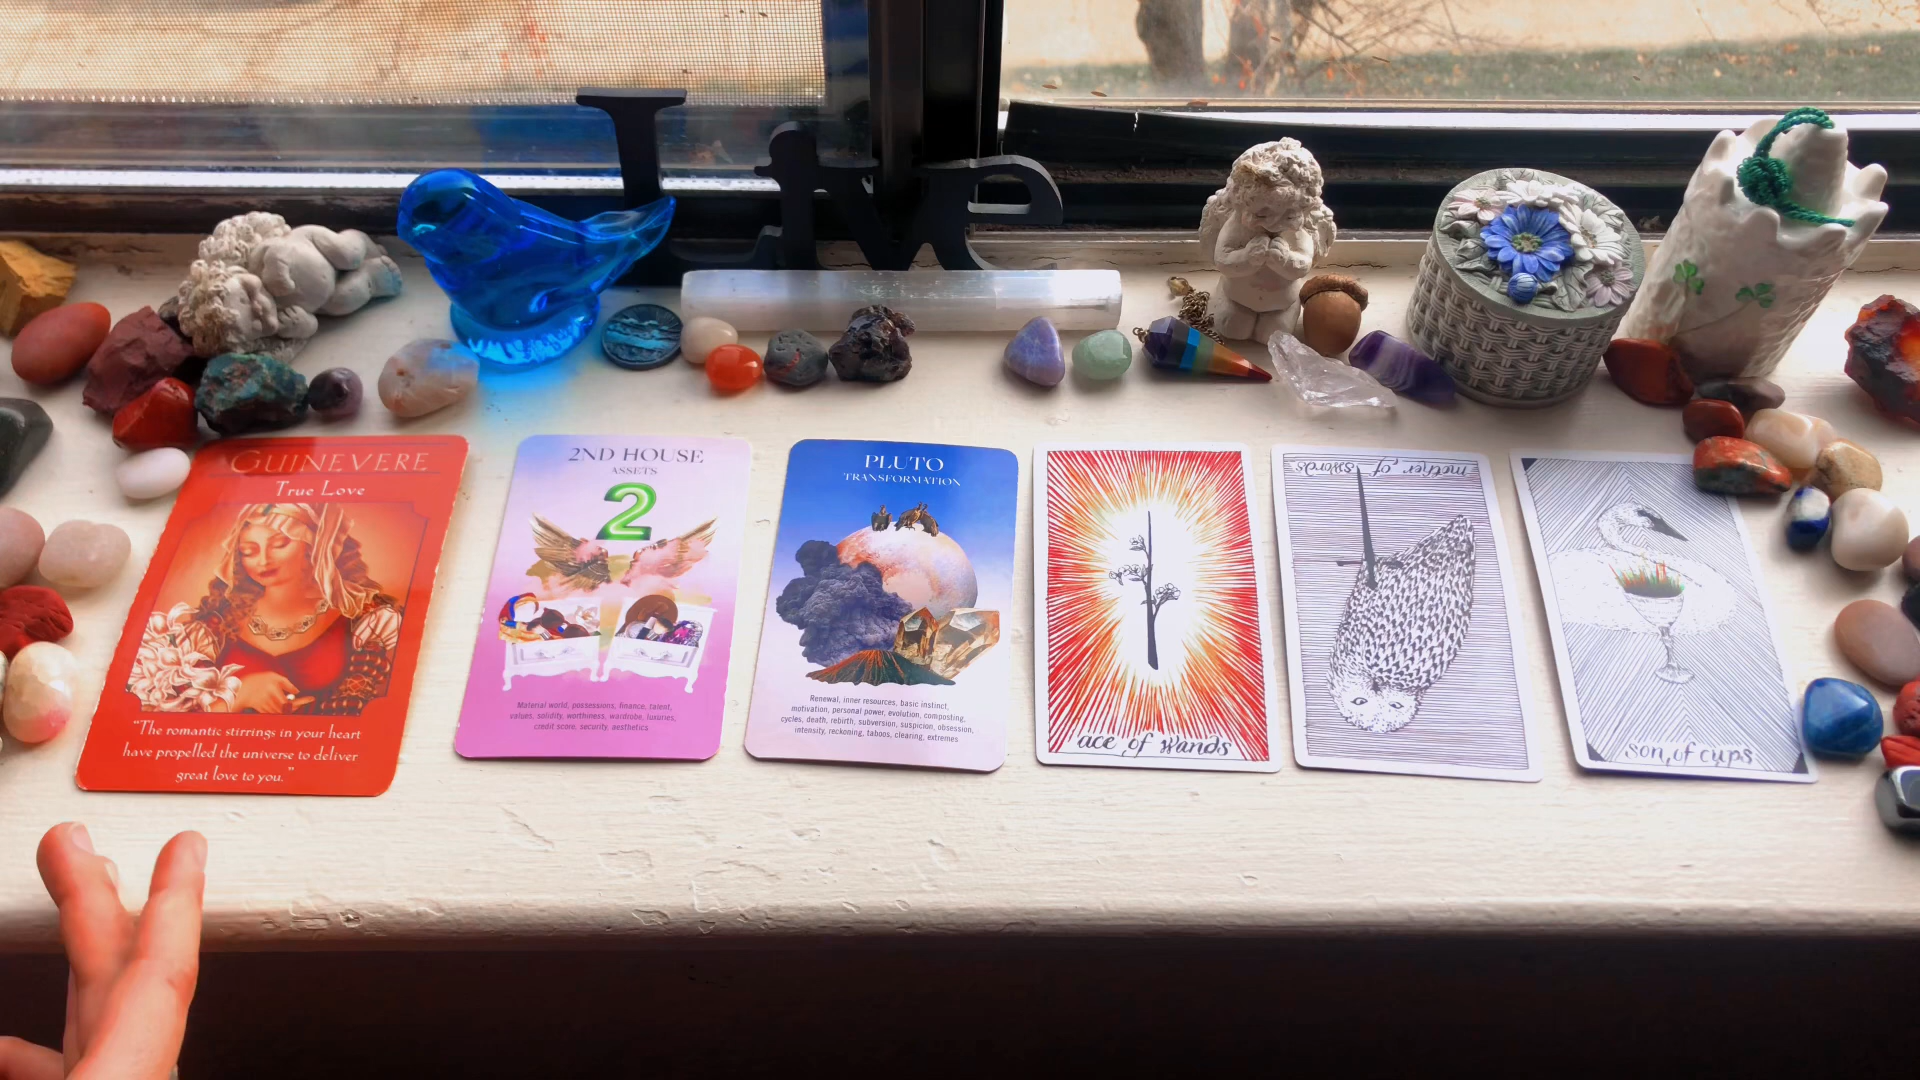 Live
GUINEVERE
True Love
"The romantic stirrings in your heart
have propelled the universe to deliver
great love to you."
2ND HOUSE
ASSETS
2
Material world, possessions, finance, talent,
values, solidity, worthiness, wardrobe, luxuries,
credit score, security, aesthetics
PLUTO
TRANSFORMATION
Renewal, inner resources, basic instinct,
motivation, personal power, evolution, composting,
cycles, death, rebirth, subversion, suspicion, obsession,
intensity, reckoning, taboos, clearing, extremes
ace of wands
mother of swords
son of cups